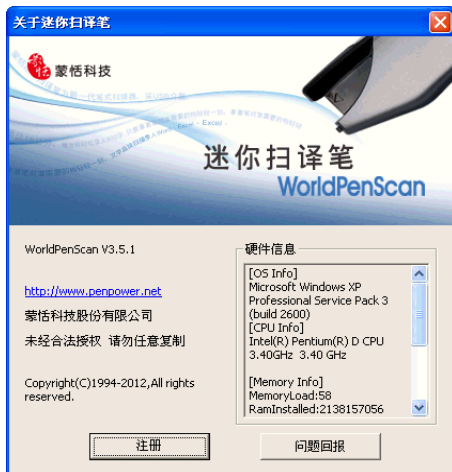 关于迷你扫译笔
蒙恬
蒙恬科技
迷你扫译笔
WorldPenScan
WorldPenScan V3.5.1
http://www.penpower.net
蒙恬科技股份有限公司
未经合法授权 请勿任意复制
Copyright(C)1994-2012,All rights
reserved.
硬件信息
[OS Info]
Microsoft Windows XP
Professional Service Pack 3
(build 2600)
[CPU Info]
Intel(R) Pentium(R) D CPU
3.40GHz 3.40 GHz
[Memory Info]
MemoryLoad:58
RamInstalled:2138157056
注册
问题回报